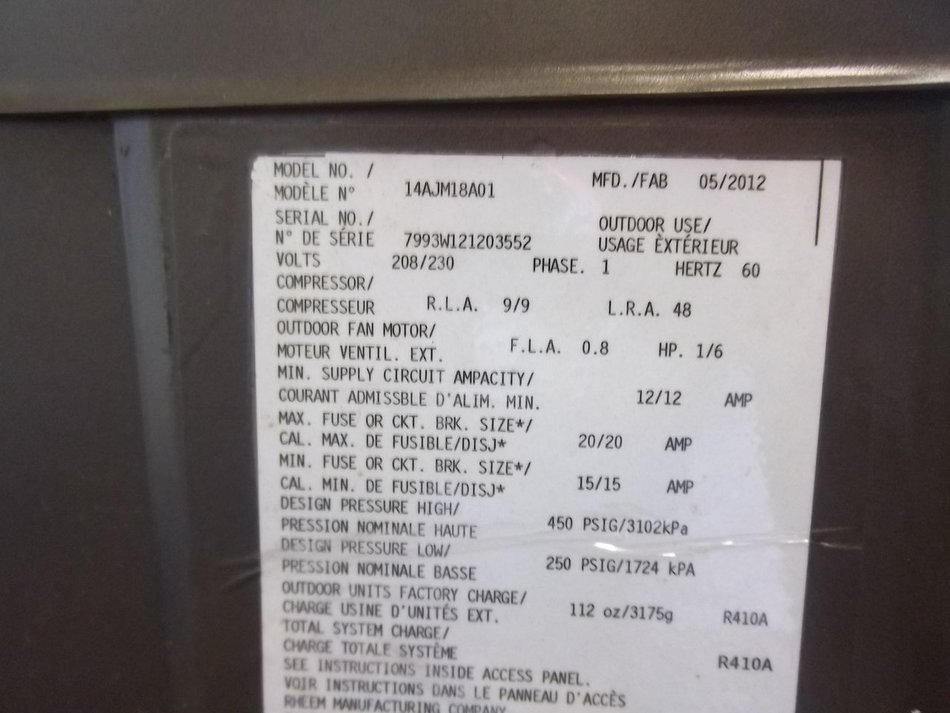 MODEL NO. /
MODÈLE N° 14AJM18A01 MFD./FAB 05/2012
SERIAL NO./ OUTDOOR USE/
N° DE SÉRIE 7993W121203552 USAGE ÈXTÉRIEUR
VOLTS 208/230 PHASE. 1 HERTZ 60
COMPRESSOR/
COMPRESSEUR R.L.A. 9/9 L.R.A. 48
OUTDOOR FAN MOTOR/
MOTEUR VENTIL. EXT. F.L.A. 0.8 HP. 1/6
MIN. SUPPLY CIRCUIT AMPACITY/
COURANT ADMISSBLE D'ALIM. MIN. 12/12 AMP
MAX. FUSE OR CKT. BRK. SIZE*/
CAL. MAX. DE FUSIBLE/DISJ* 20/20 AMP
MIN. FUSE OR CKT. BRK. SIZE*/
CAL. MIN. DE FUSIBLE/DISJ* 15/15 AMP
DESIGN PRESSURE HIGH/
PRESSION NOMINALE HAUTE 450 PSIG/3102kPa
DESIGN PRESSURE LOW/
PRESSION NOMINALE BASSE 250 PSIG/1724 kPA
OUTDOOR UNITS FACTORY CHARGE/
CHARGE USINE D'UNITÉS EXT. 112 oz/3175g R410A
TOTAL SYSTEM CHARGE/
CHARGE TOTALE SYSTÈME R410A
SEE INSTRUCTIONS INSIDE ACCESS PANEL.
VOIR INSTRUCTIONS DANS LE PANNEAU D'ACCÈS
RHEEM MANUFACTURING COMPANY